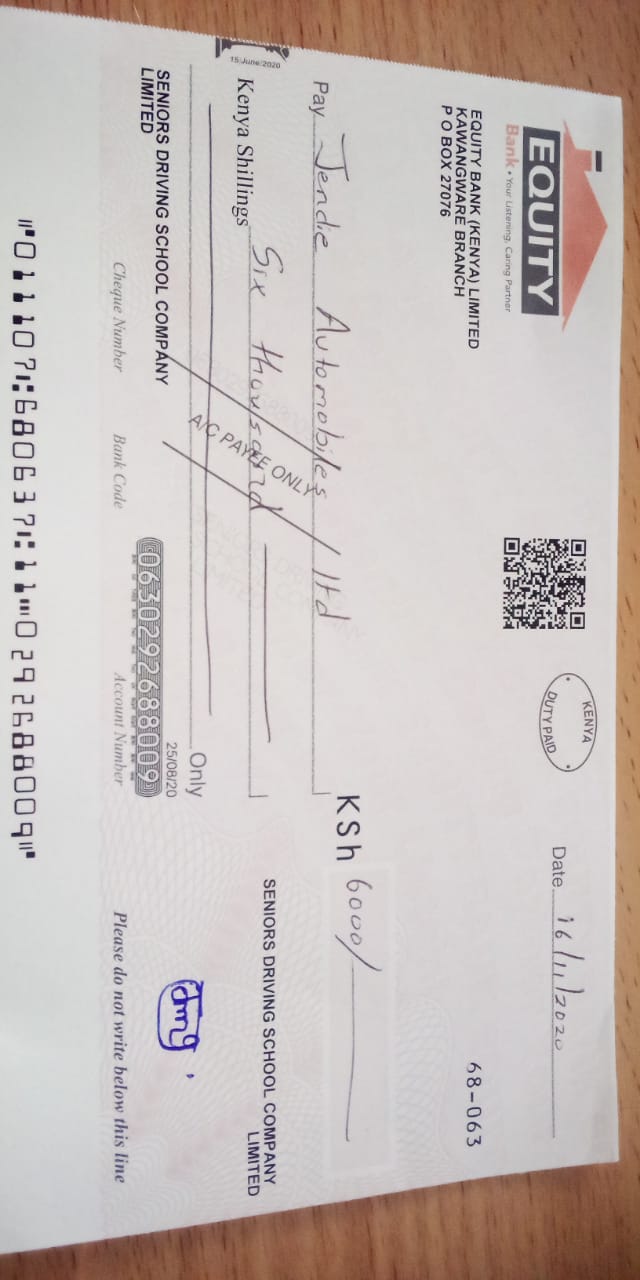 EQUITY
Bank • Your Listening, Caring Partner
EQUITY BANK (KENYA) LIMITED
KAWANGWARE BRANCH
P O BOX 27076
KENYA
DUTY PAID
Date 16/11/2020
68-063
Pay Jendie Automobiles ltd
KSh 6000/
15/June/2020
Kenya Shillings Six thousand
A/C PAYEE ONLY
Only
25/08/20
SENIORS DRIVING SCHOOL COMPANY
LIMITED
SENIORS DRIVING SCHOOL COMPANY
LIMITED
0630292688009
Cheque Number Bank Code Account Number
Please do not write below this line
⑈011107⑆680637⑆11⑈0292688009⑈